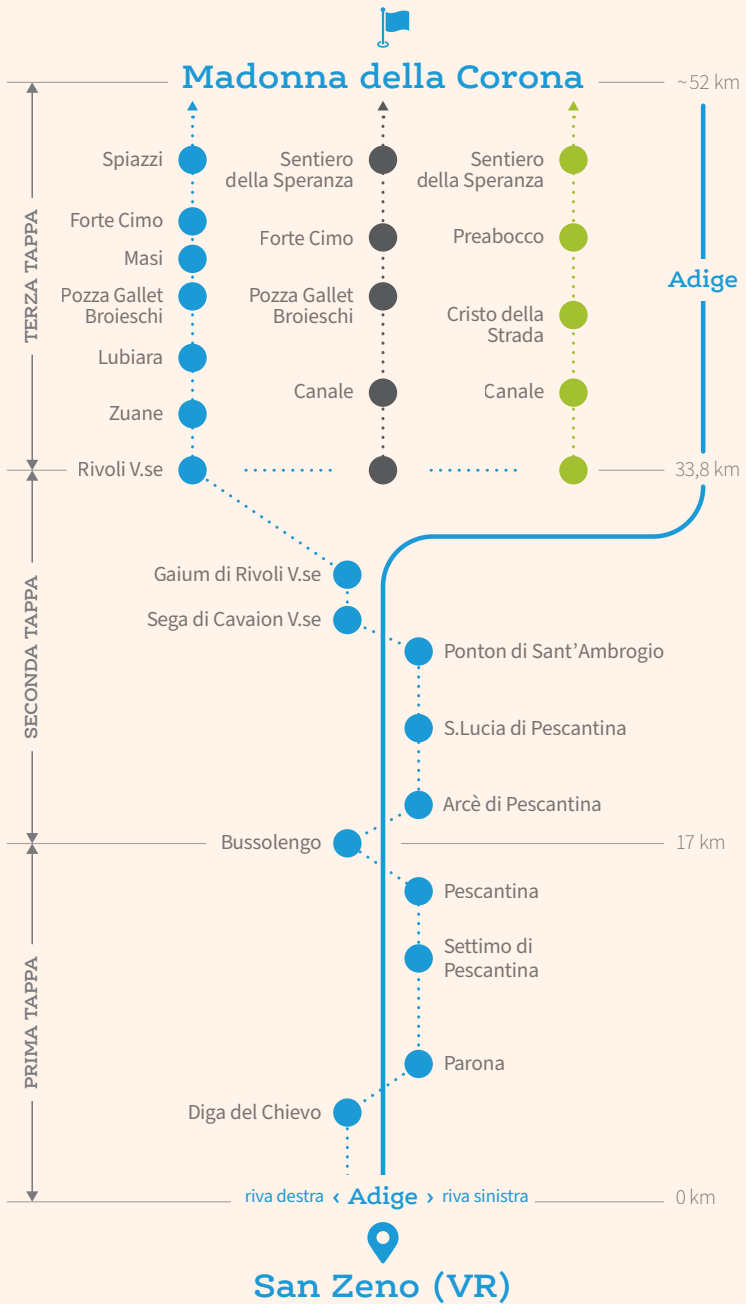 Madonna della Corona
~52 km
Spiazzi
Sentiero
della Speranza
Sentiero
della Speranza
Forte Cimo
Forte Cimo
Preabocco
Masi
Adige
Pozza Gallet
Broieschi
Pozza Gallet
Broieschi
Cristo della
Strada
TERZA TAPPA
Lubiara
Canale
Canale
Zuane
Rivoli V.se
33,8 km
Gaium di Rivoli V.se
Sega di Cavaion V.se
Ponton di Sant’Ambrogio
SECONDA TAPPA
S.Lucia di Pescantina
Arcè di Pescantina
Bussolengo
17 km
Pescantina
Settimo di
Pescantina
PRIMA TAPPA
Parona
Diga del Chievo
riva destra ‹ Adige › riva sinistra
0 km
San Zeno (VR)